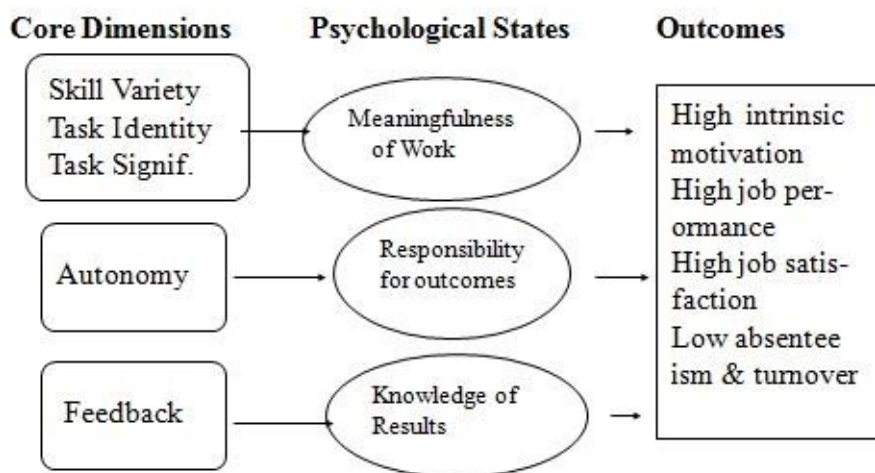 Core Dimensions
Psychological States
Outcomes
Skill Variety
Task Identity
Task Signif.
Meaningfulness
of Work
High intrinsic
motivation
High job per-
ormance
High job satis-
faction
Low absentee
ism & turnover
Autonomy
Responsibility
for outcomes
Feedback
Knowledge of
Results